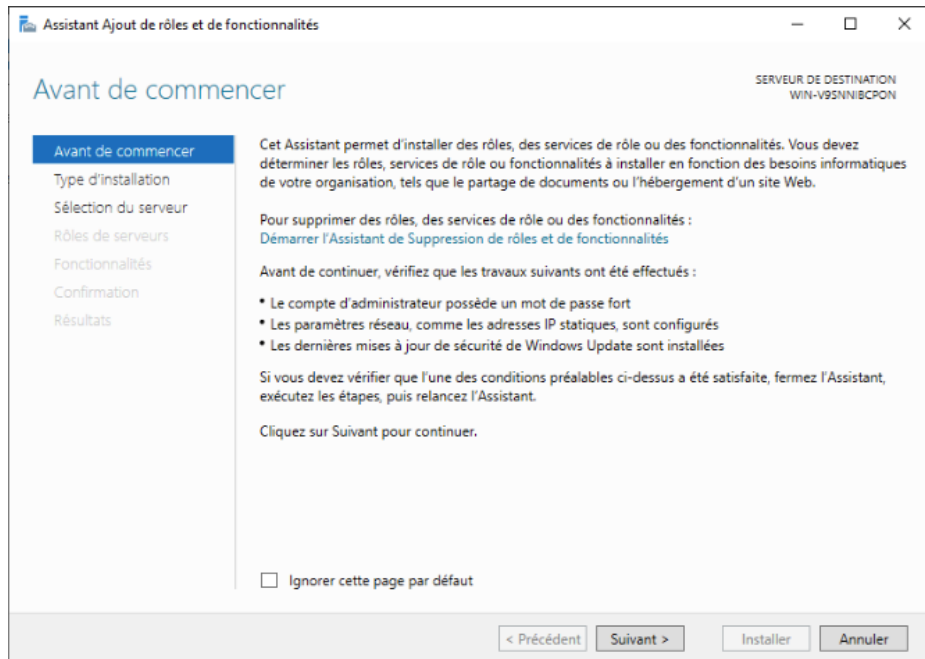 Assistant Ajout de rôles et de fonctionnalités
Avant de commencer
SERVEUR DE DESTINATION
WIN-V9SNNIBCPON
Avant de commencer
Type d'installation
Sélection du serveur
Rôles de serveurs
Fonctionnalités
Confirmation
Résultats
Cet Assistant permet d'installer des rôles, des services de rôle ou des fonctionnalités. Vous devez
déterminer les rôles, services de rôle ou fonctionnalités à installer en fonction des besoins informatiques
de votre organisation, tels que le partage de documents ou l'hébergement d'un site Web.
Pour supprimer des rôles, des services de rôle ou des fonctionnalités :
Démarrer l'Assistant de Suppression de rôles et de fonctionnalités
Avant de continuer, vérifiez que les travaux suivants ont été effectués :
• Le compte d'administrateur possède un mot de passe fort
• Les paramètres réseau, comme les adresses IP statiques, sont configurés
• Les dernières mises à jour de sécurité de Windows Update sont installées
Si vous devez vérifier que l'une des conditions préalables ci-dessus a été satisfaite, fermez l'Assistant,
exécutez les étapes, puis relancez l'Assistant.
Cliquez sur Suivant pour continuer.
Ignorer cette page par défaut
< Précédent
Suivant >
Installer
Annuler